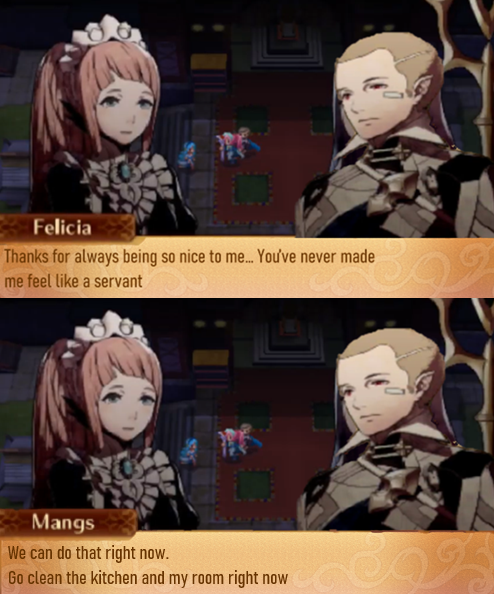 Felicia
Thanks for always being so nice to me... You've never made
me feel like a servant
Mangs
We can do that right now.
Go clean the kitchen and my room right now